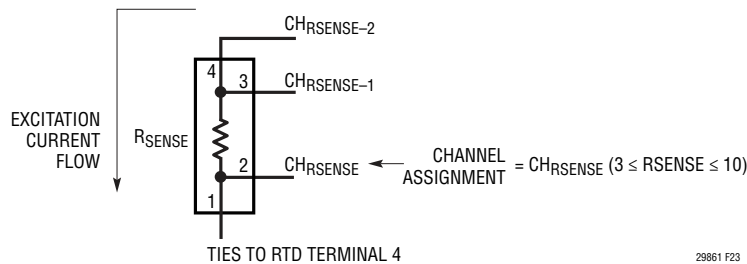 CHRSENSE–2
4
3
CHRSENSE–1
EXCITATION
CURRENT
FLOW
RSENSE
2
CHRSENSE
CHANNEL
ASSIGNMENT
= CHRSENSE (3 ≤ RSENSE ≤ 10)
1
TIES TO RTD TERMINAL 4
29861 F23